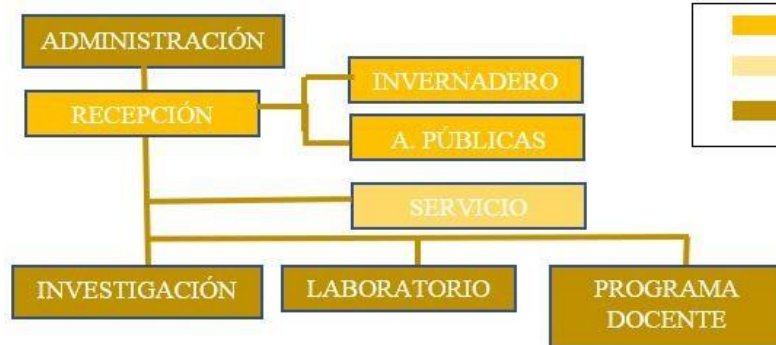 ADMINISTRACIÓN
INVERNADERO
RECEPCIÓN
A. PÚBLICAS
SERVICIO
INVESTIGACIÓN
LABORATORIO
PROGRAMA
DOCENTE